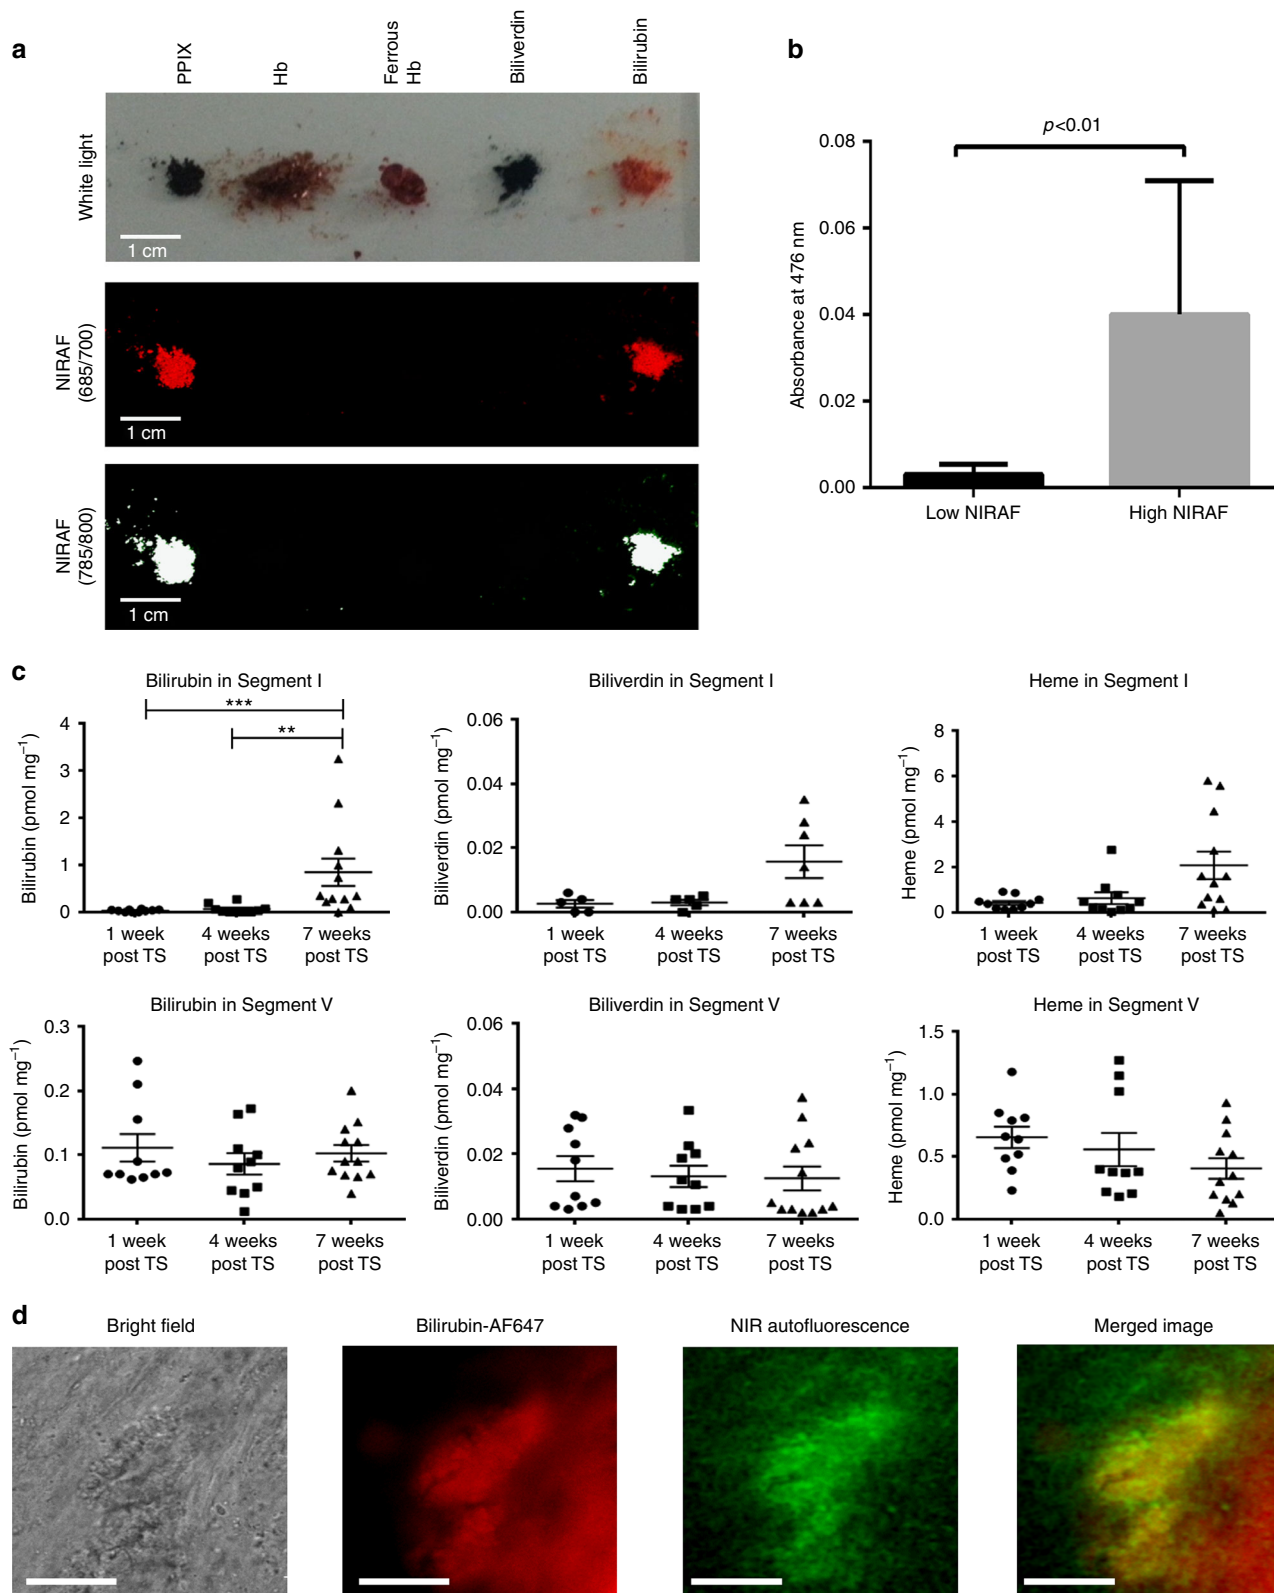 a
PPIX
Hb
Ferrous
Hb
Biliverdin
Bilirubin
White light
1 cm
NIRAF
(685/700)
1 cm
NIRAF
(785/800)
1 cm
b
p<0.01
Absorbance at 476 nm
0.08
0.06
0.04
0.02
0.00
Low NIRAF
High NIRAF
c
Bilirubin in Segment I
***
**
Bilirubin (pmol mg−1)
4
3
2
1
0
1 week
post TS
4 weeks
post TS
7 weeks
post TS
Biliverdin in Segment I
Biliverdin (pmol mg−1)
0.06
0.04
0.02
0.00
1 week
post TS
4 weeks
post TS
7 weeks
post TS
Heme in Segment I
Heme (pmol mg−1)
8
6
4
2
0
1 week
post TS
4 weeks
post TS
7 weeks
post TS
Bilirubin in Segment V
Bilirubin (pmol mg−1)
0.3
0.2
0.1
0.0
1 week
post TS
4 weeks
post TS
7 weeks
post TS
Biliverdin in Segment V
Biliverdin (pmol mg−1)
0.06
0.04
0.02
0.00
1 week
post TS
4 weeks
post TS
7 weeks
post TS
Heme in Segment V
Heme (pmol mg−1)
1.5
1.0
0.5
0.0
1 week
post TS
4 weeks
post TS
7 weeks
post TS
d
Bright field
Bilirubin-AF647
NIR autofluorescence
Merged image